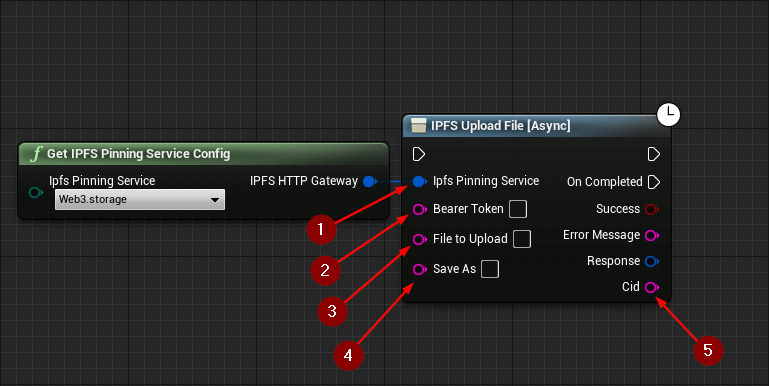 Get IPFS Pinning Service Config
Ipfs Pinning Service
Web3.storage
IPFS HTTP Gateway
IPFS Upload File [Async]
Ipfs Pinning Service
On Completed
Bearer Token
Success
File to Upload
Error Message
Save As
Response
Cid
1
2
3
4
5